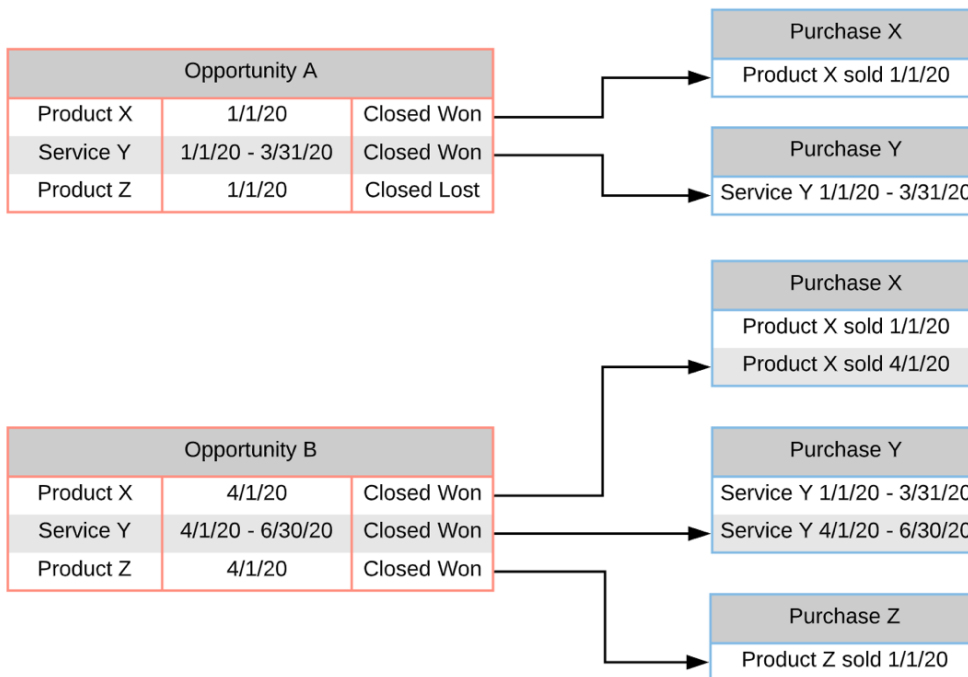 Purchase X
Product X sold 1/1/20
Opportunity A
Product X 1/1/20 Closed Won
Service Y 1/1/20 - 3/31/20 Closed Won
Product Z 1/1/20 Closed Lost
Purchase Y
Service Y 1/1/20 - 3/31/20
Purchase X
Product X sold 1/1/20
Product X sold 4/1/20
Opportunity B
Product X 4/1/20 Closed Won
Service Y 4/1/20 - 6/30/20 Closed Won
Product Z 4/1/20 Closed Won
Purchase Y
Service Y 1/1/20 - 3/31/20
Service Y 4/1/20 - 6/30/20
Purchase Z
Product Z sold 1/1/20